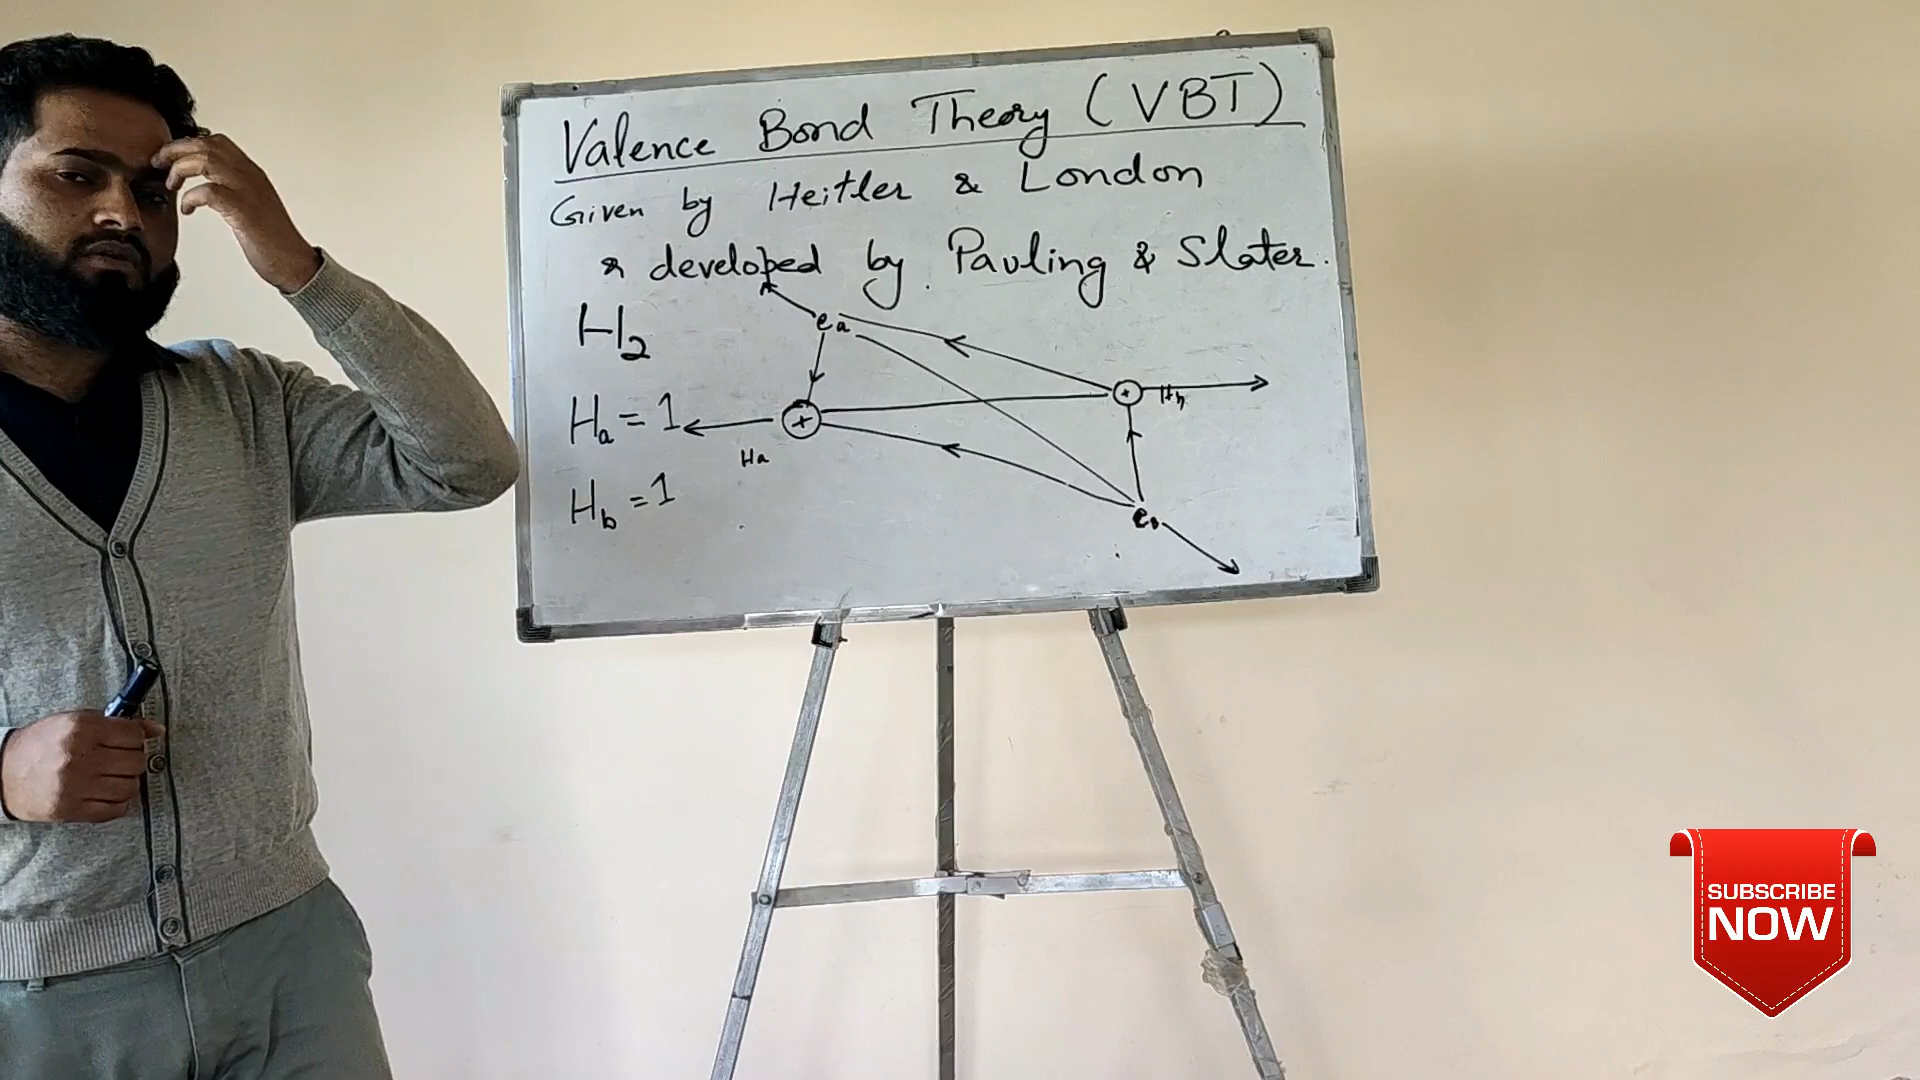 Valence Bond Theory (VBT)
Given by Heitler & London
& developed by Pauling & Slater.
H2
ea
Ha = 1
Hb
Ha
Hb = 1
eb
SUBSCRIBE
NOW